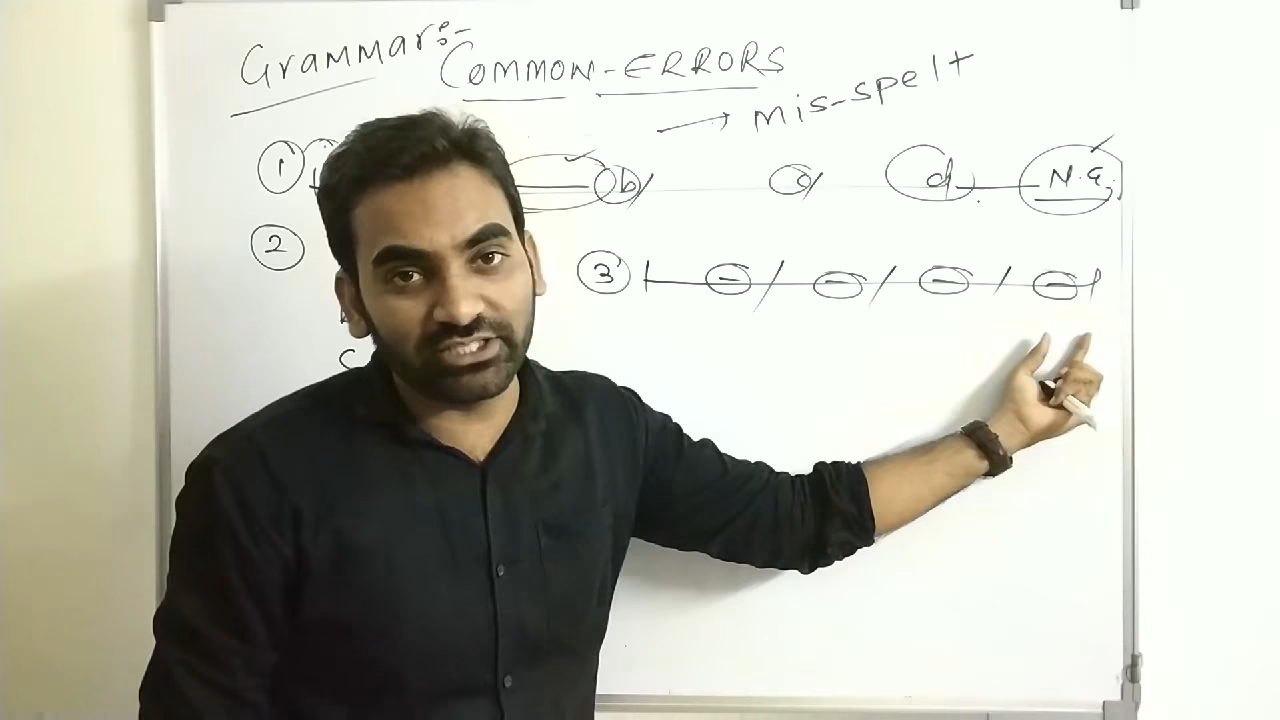 Grammar:-
COMMON-ERRORS
→ mis-spelt
1 b/ c/ d N.E.
2
3 / / /